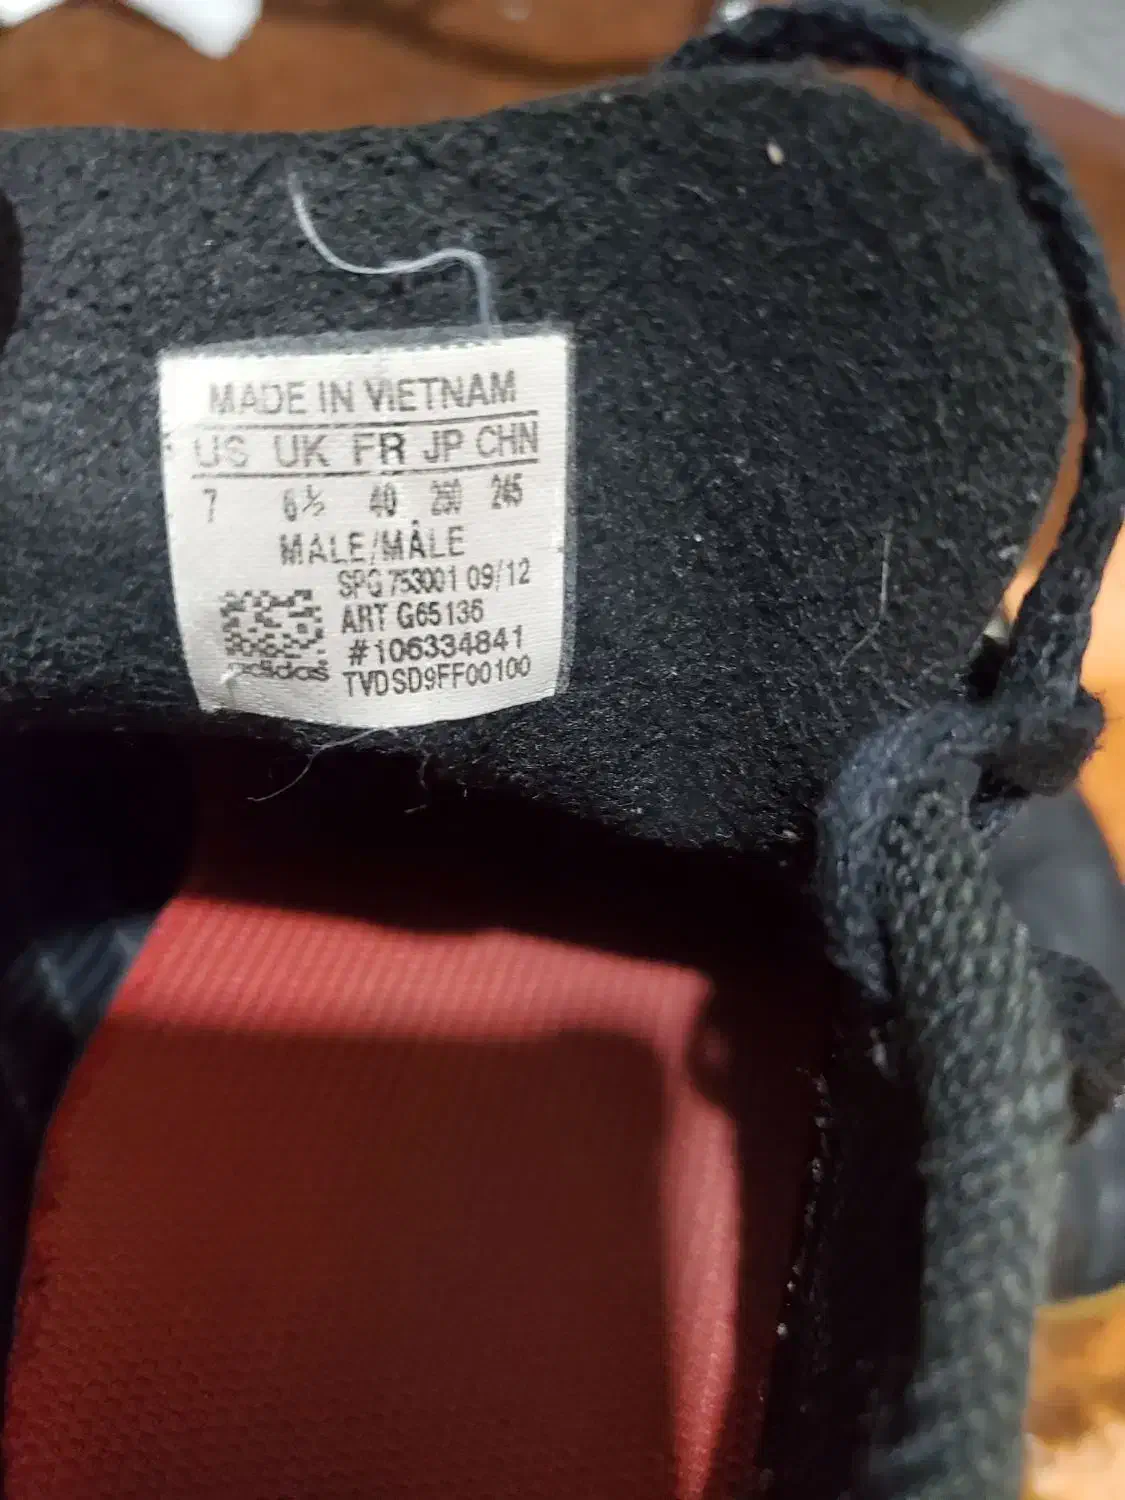 MADE IN VIETNAM
US UK FR JP CHN
7 6½ 40 250 245
MALE/MÂLE
SPG 753001 09/12
ART G65136
#106334841
adidas TVDSD9FF00100